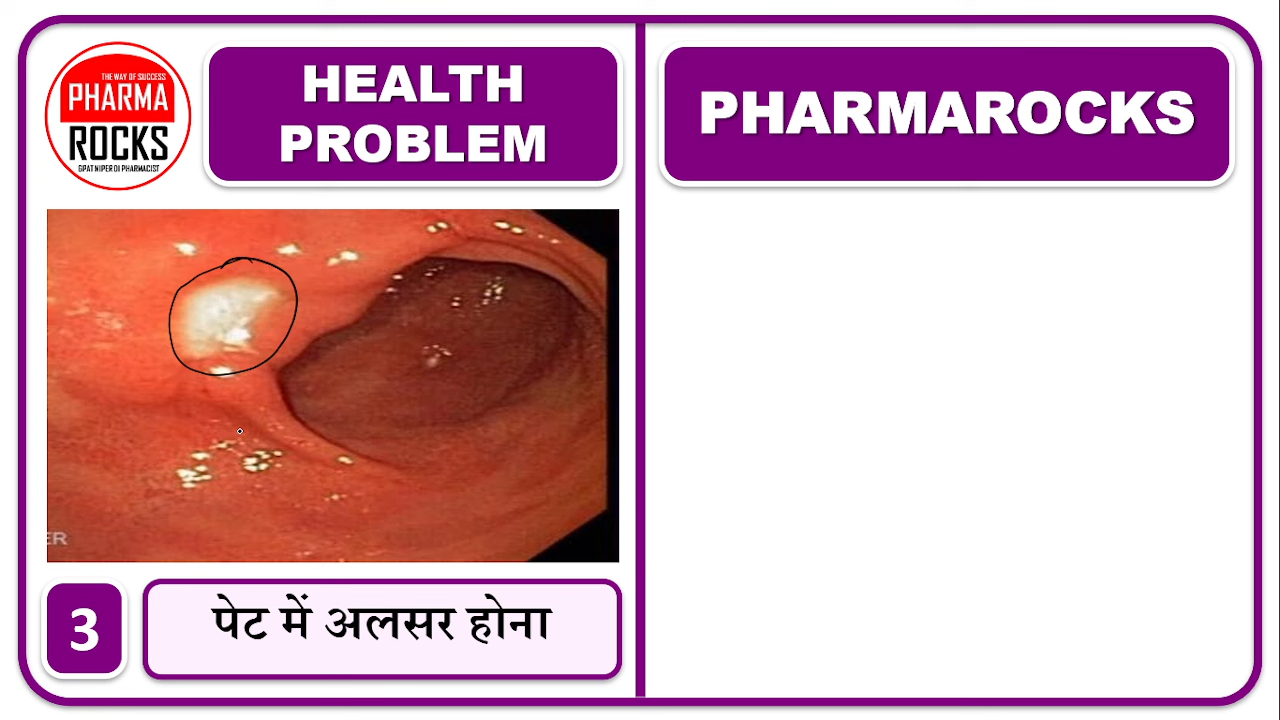 THE WAY OF SUCCESS
PHARMA
ROCKS
GPAT NIPER DI PHARMACIST
HEALTH
PROBLEM
PHARMAROCKS
ER
3
पेट में अलसर होना